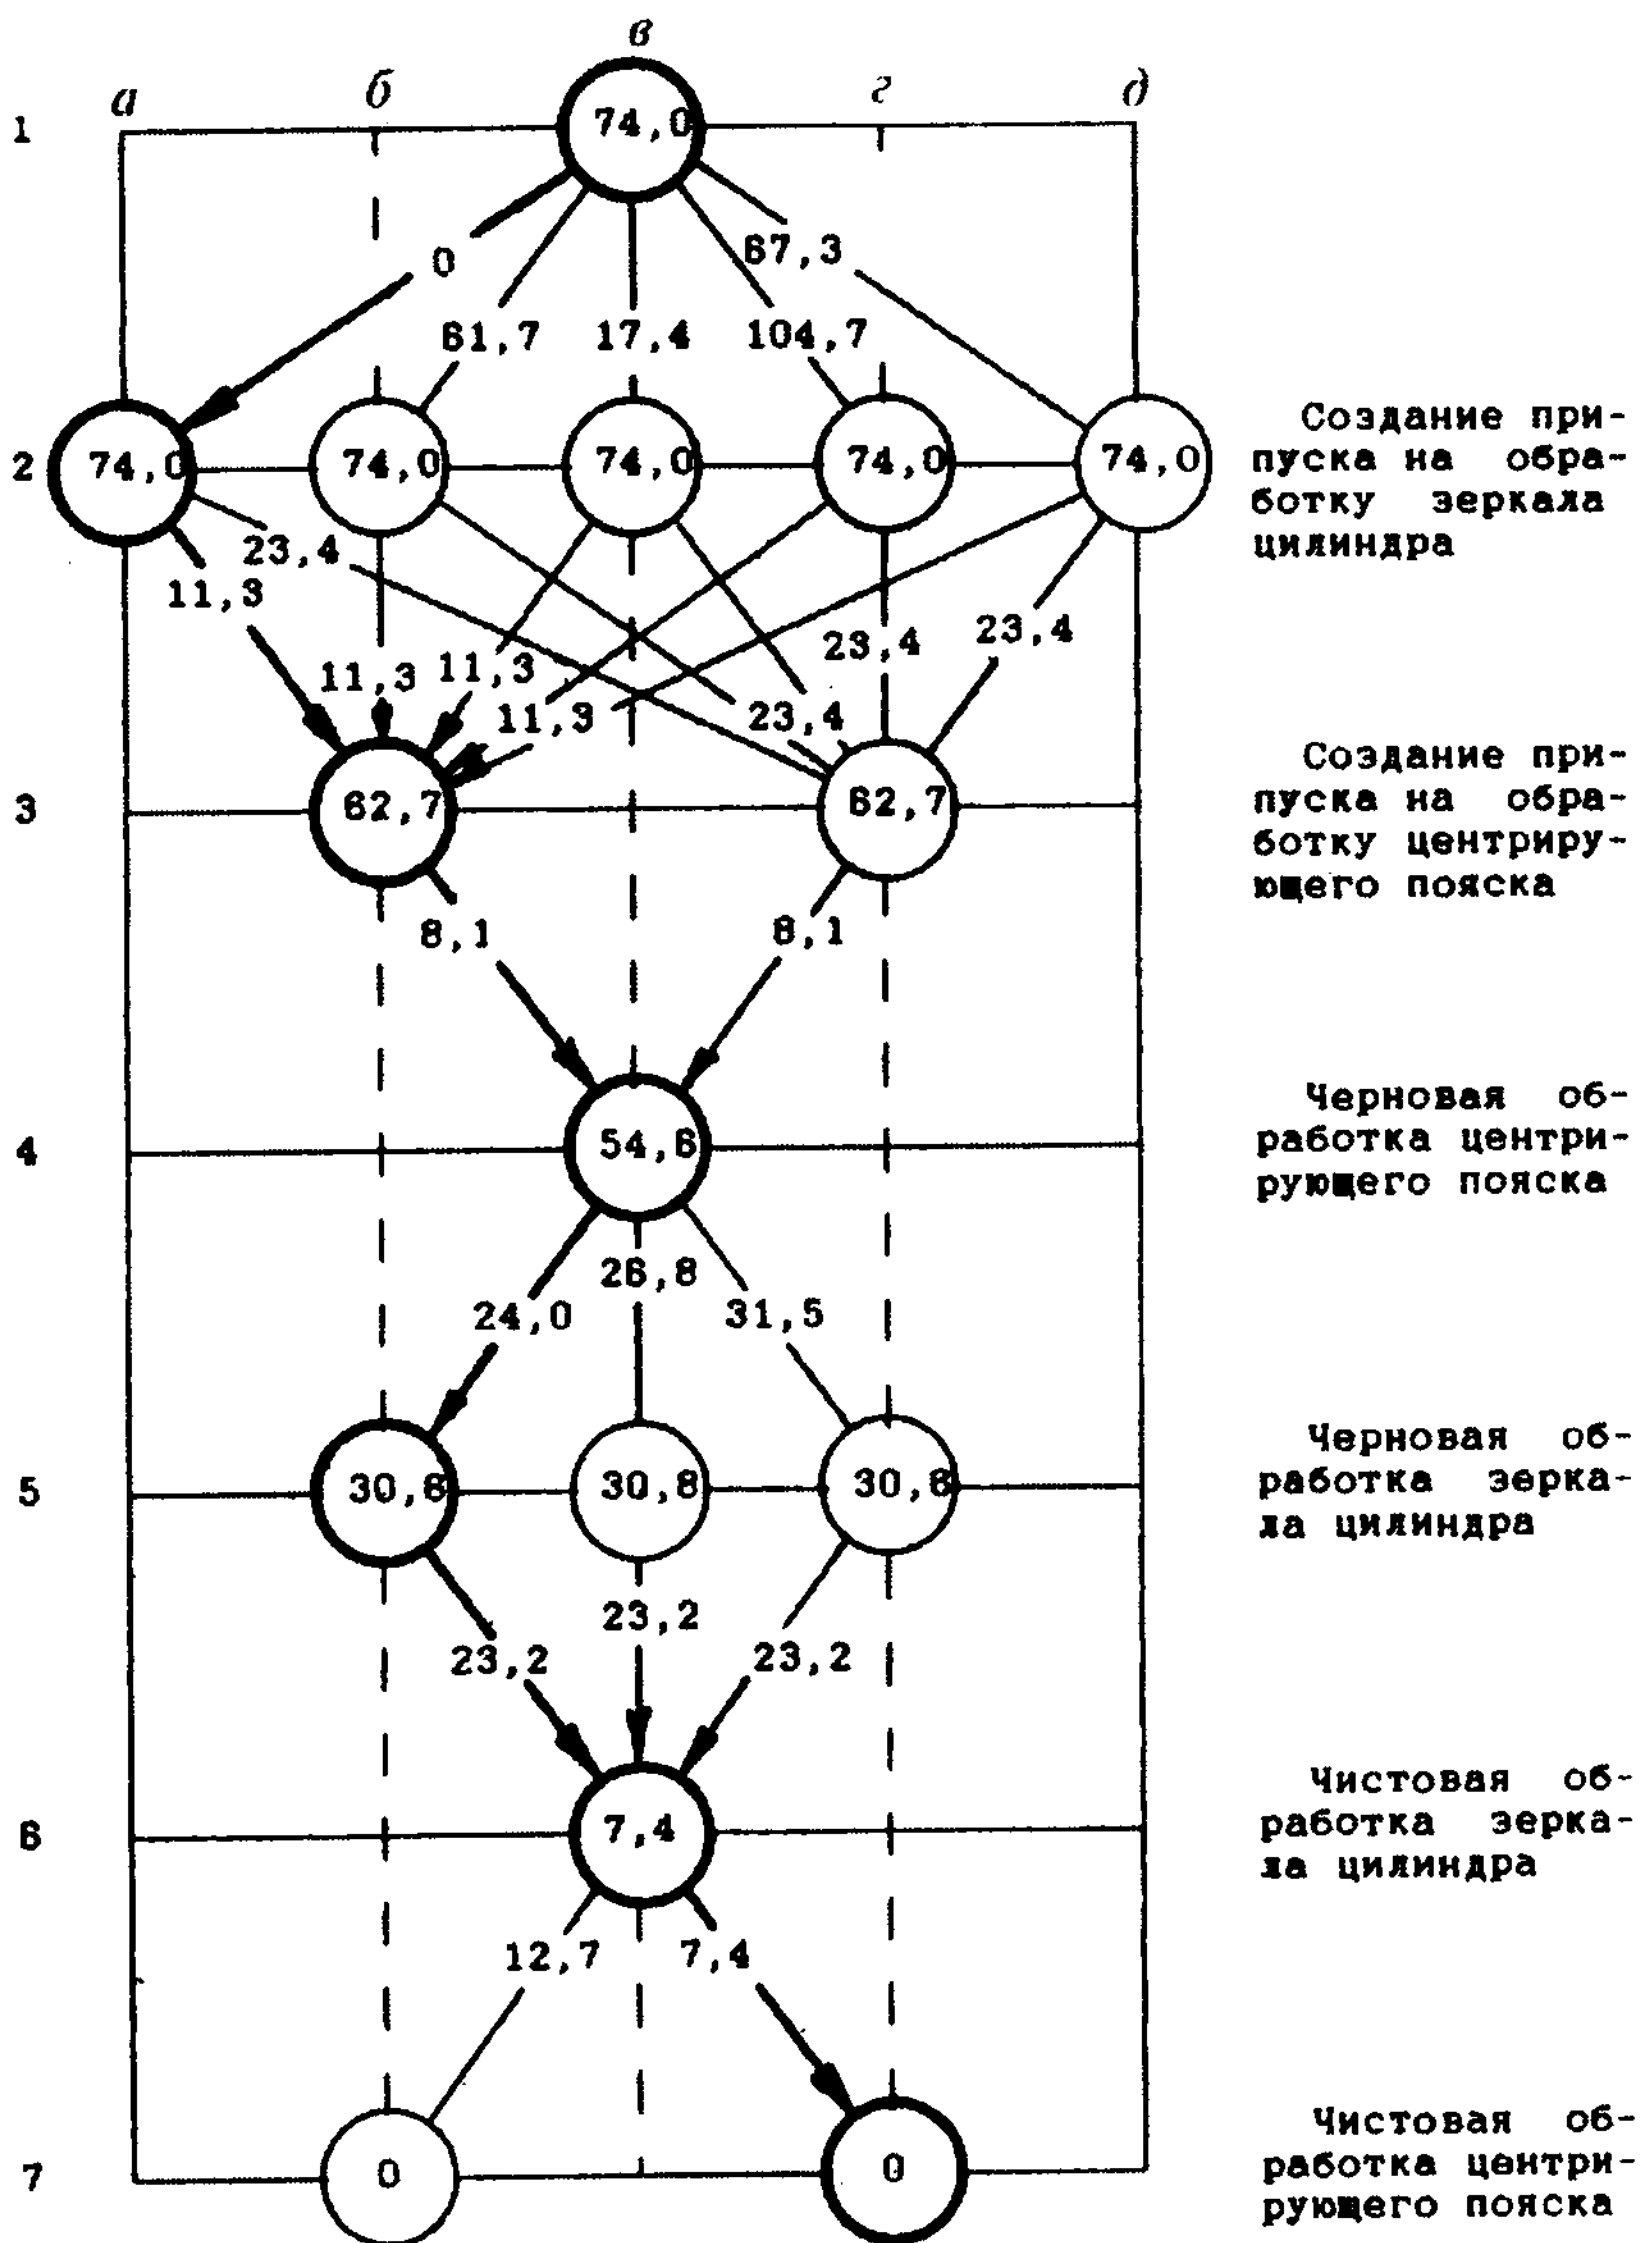 в
а б г д
1
74,0
0
67,3
61,7 17,4 104,7
2
74,0 74,0 74,0 74,0 74,0
Создание при-
пуска на обра-
ботку зеркала
цилиндра
23,4
11,3
23,4 23,4
11,3 11,3
11,3 23,4
3
62,7 62,7
Создание при-
пуска на обра-
ботку центриру-
ющего пояска
8,1 8,1
4
54,6
Черновая об-
работка центри-
рующего пояска
26,8
24,0 31,5
5
30,6 30,8 30,6
Черновая об-
работка зерка-
ла цилиндра
23,2
23,2 23,2
6
7,4
Чистовая об-
работка зерка-
ла цилиндра
12,7 7,4
7
0 0
Чистовая об-
работка центри-
рующего пояска